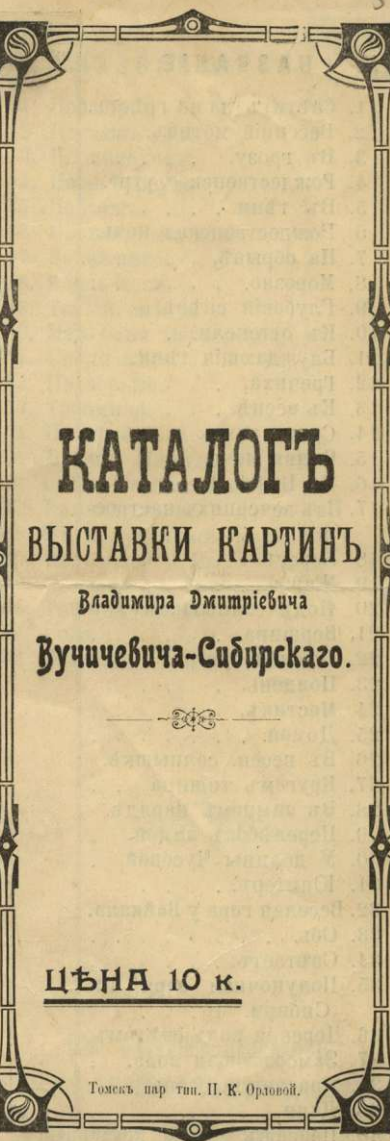 КАТАЛОГЪ
ВЫСТАВКИ КАРТИНЪ
Владимира Дмитріевича
Вучичевича-Сибирскаго.
ЦѢНА 10 к.
Томскъ пар тип. Н. К. Орловой.